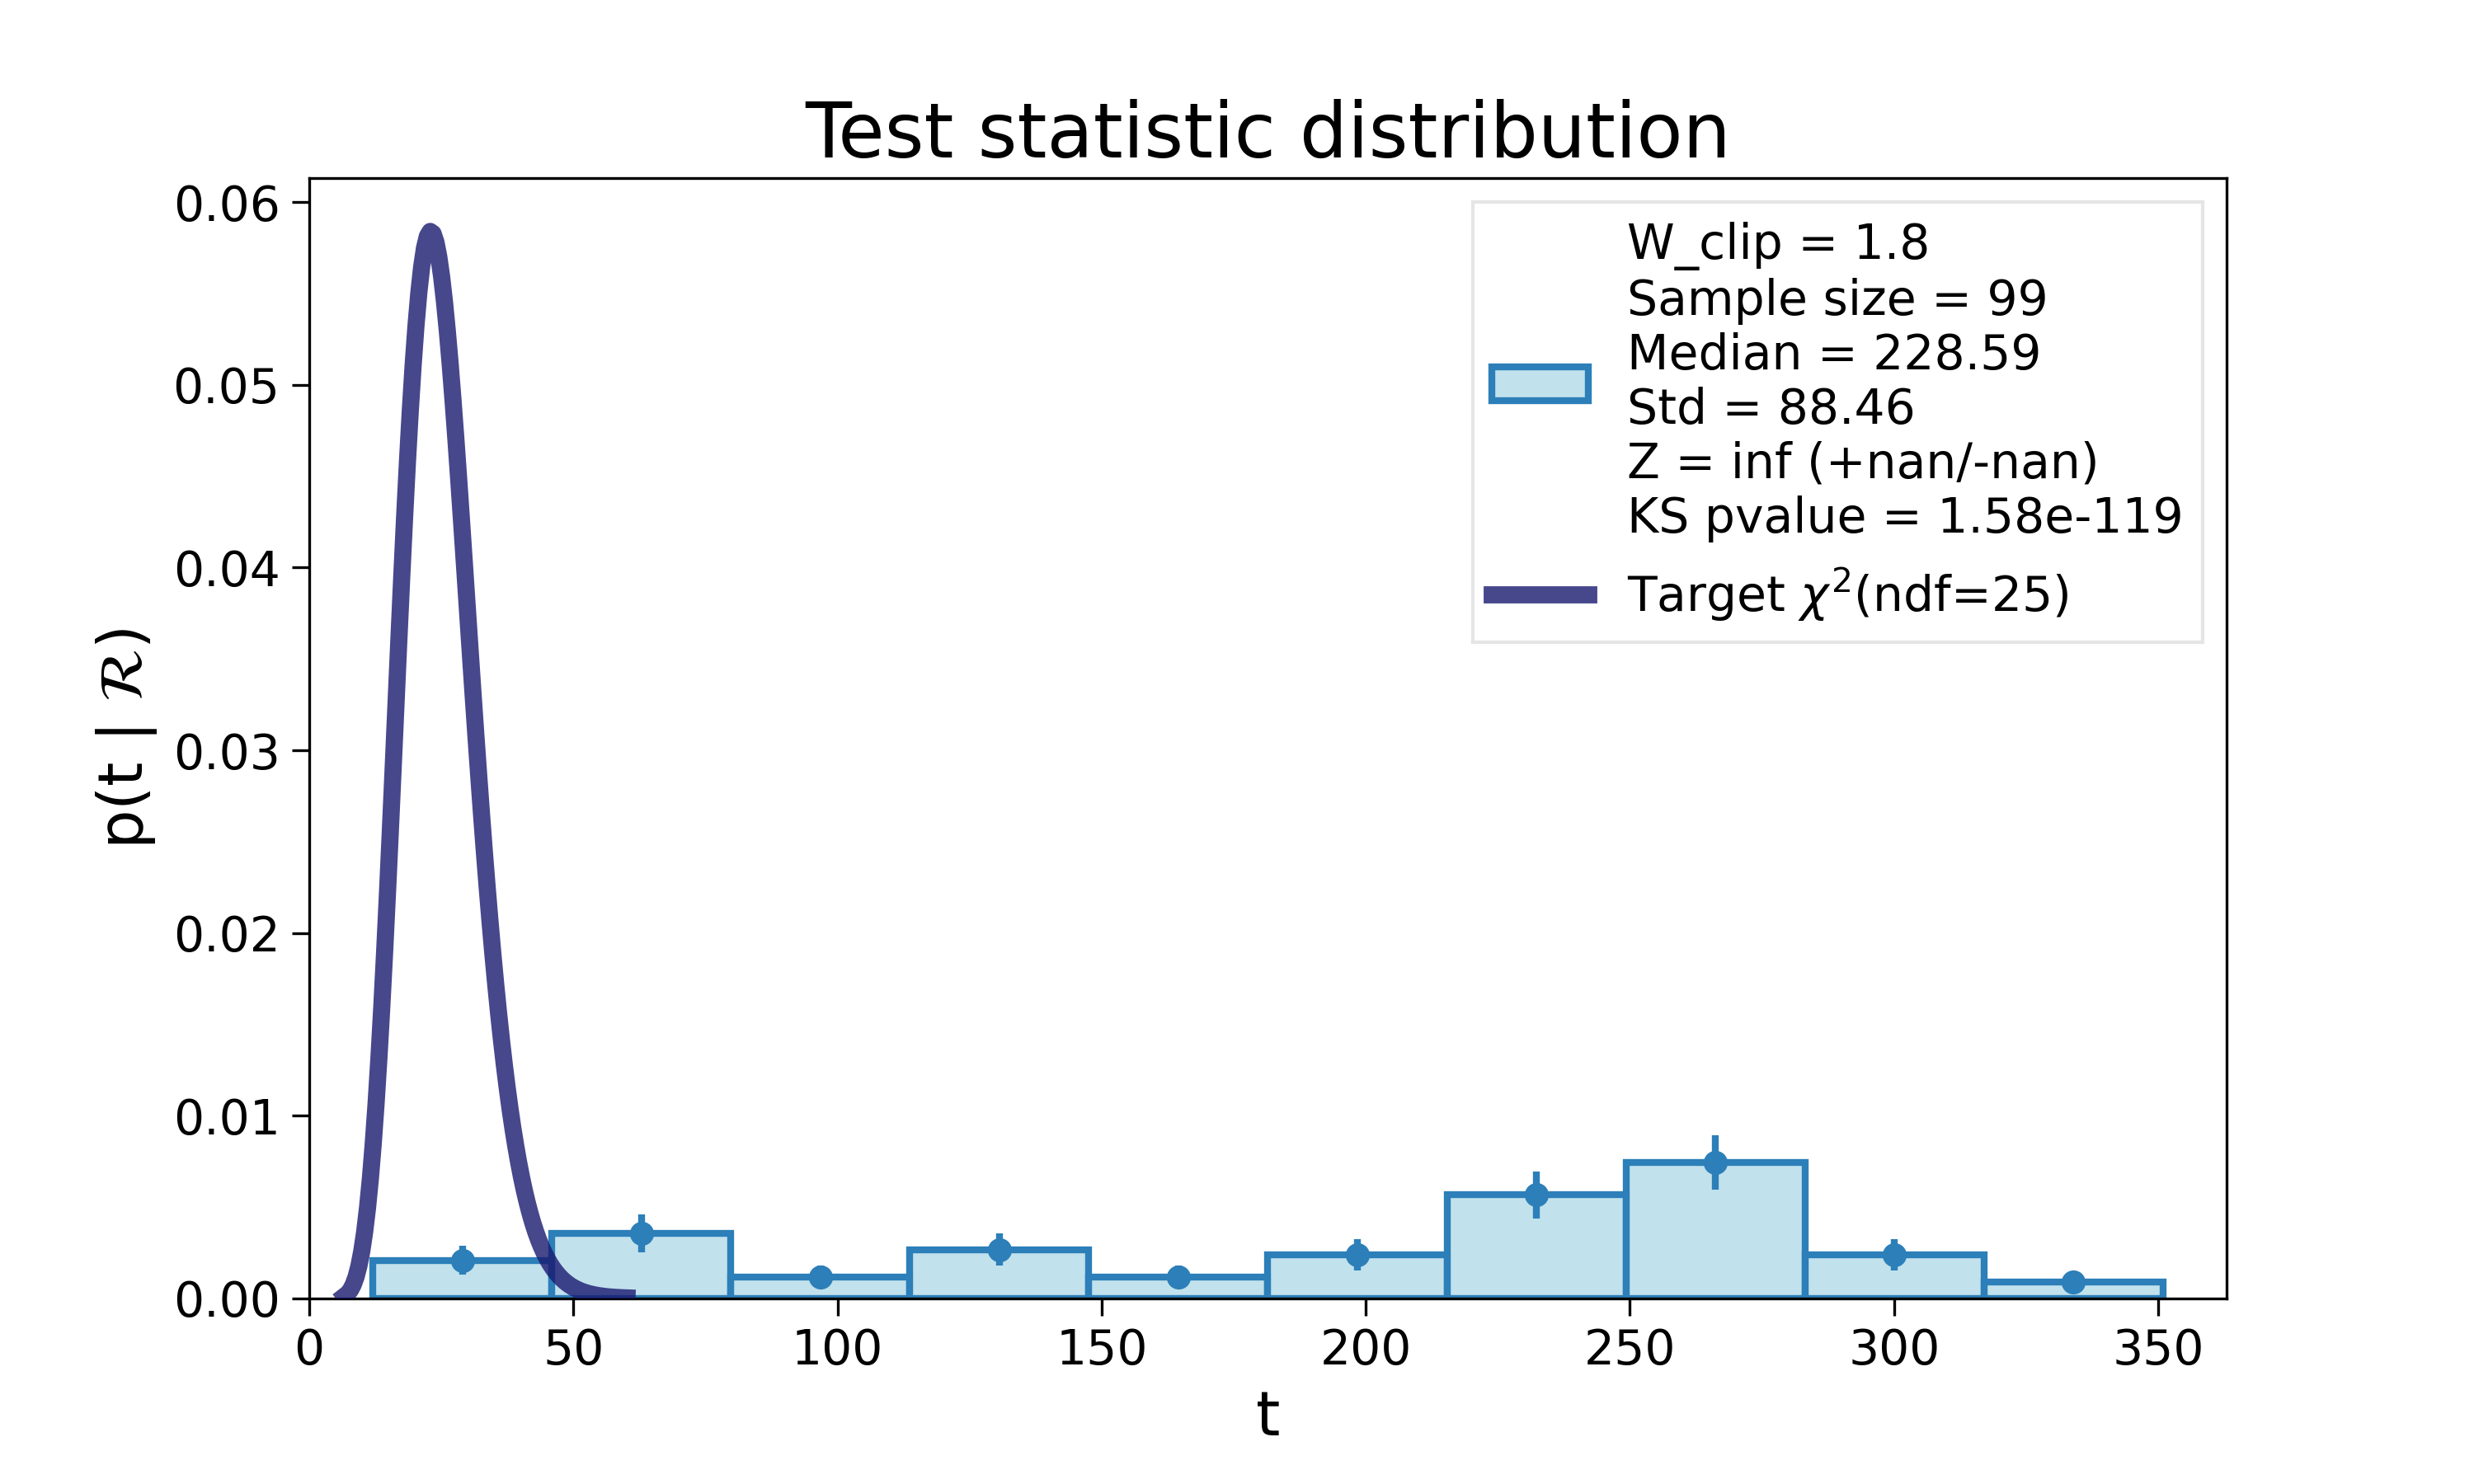 Test statistic distribution
W_clip = 1.8
Sample size = 99
Median = 228.59
Std = 88.46
Z = inf (+nan/-nan)
KS pvalue = 1.58e-119
Target χ²(ndf=25)
p(t | ℛ)
0.06
0.05
0.04
0.03
0.02
0.01
0.00
0 50 100 150 200 250 300 350
t